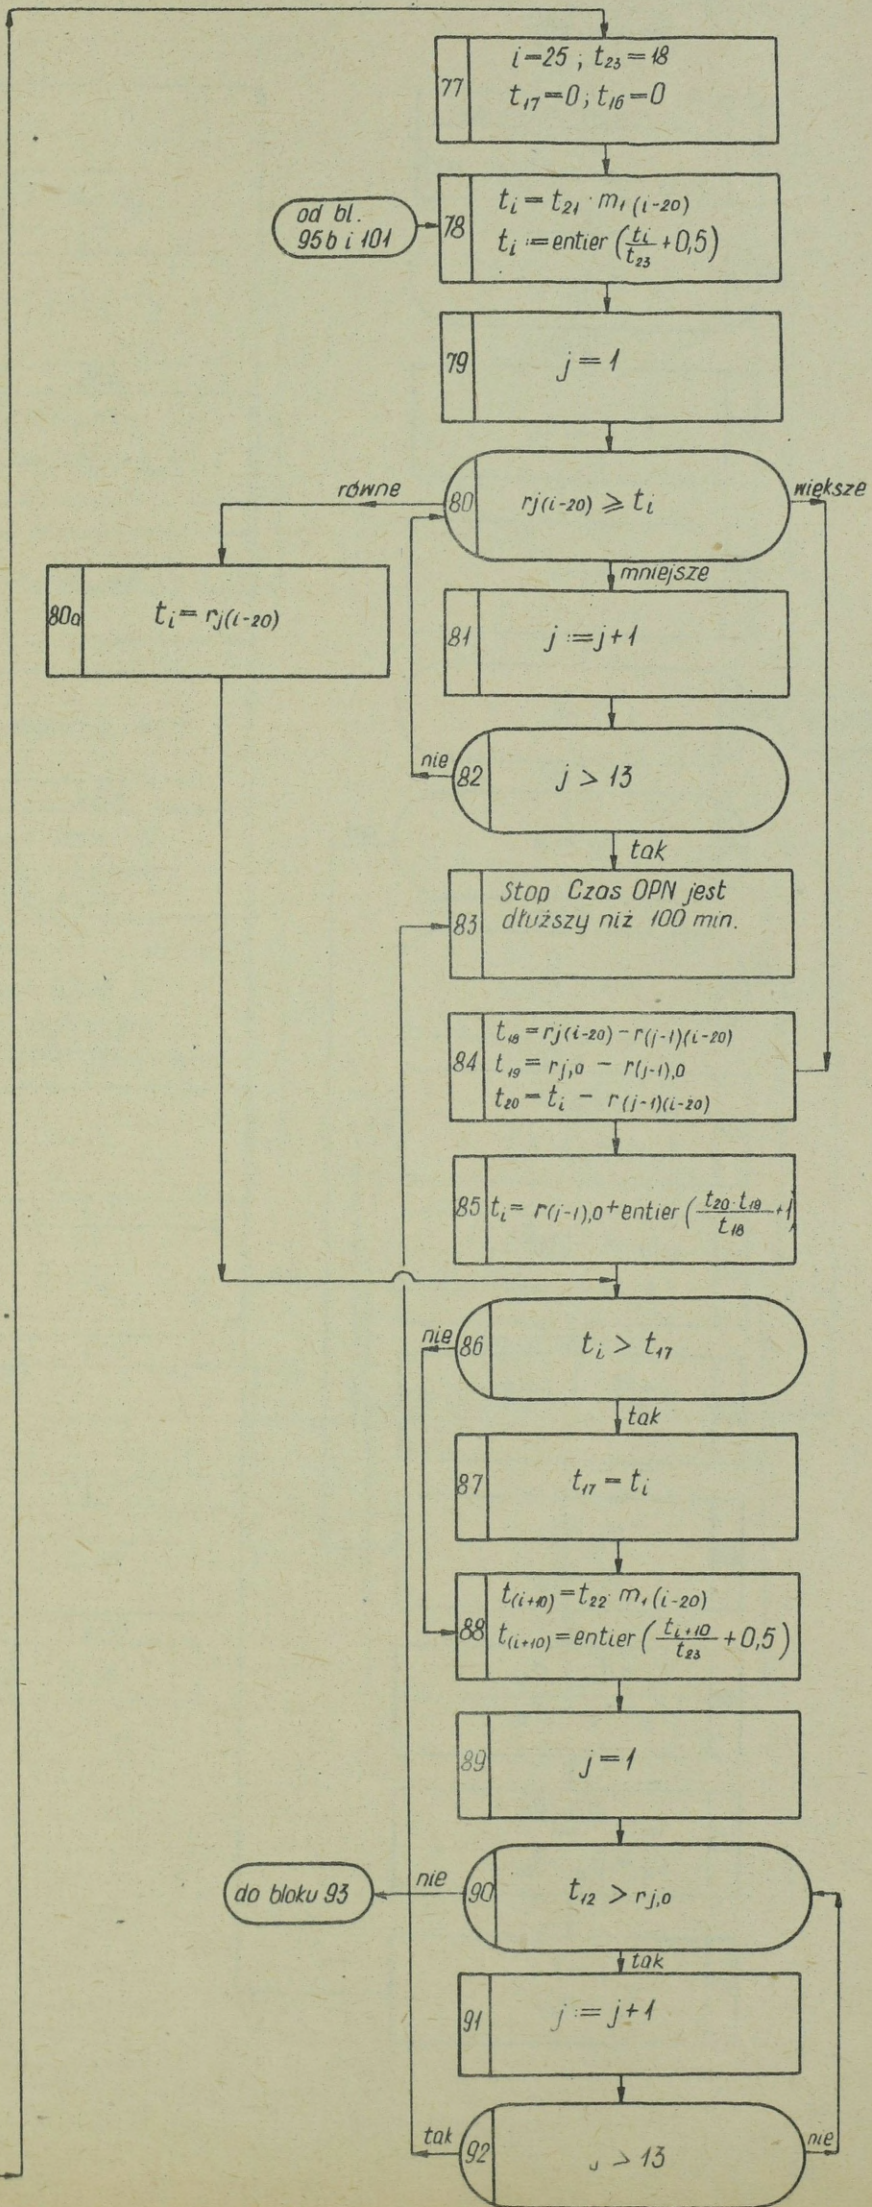 77
i=25 ; t₂₃=18
t₁₇=0 ; t₁₆=0
od bl.
95b i 101
78
tᵢ = t₂₁ · m₁(i-20)
tᵢ := entier (tᵢ/t₂₃ + 0,5)
79
j = 1
równe
80
rj(i-20) ⩾ tᵢ
większe
mniejsze
80a
tᵢ = rj(i-20)
81
j := j+1
nie
82
j > 13
tak
83
Stop Czas OPN jest
dłuższy niż 100 min.
84
t₁₈ = rj(i-20) – r(j-1)(i-20)
t₁₉ = rj,0 – r(j-1),0
t₂₀ = tᵢ – r(j-1)(i-20)
85
tᵢ = r(j-1),0 + entier (t₂₀·t₁₉/t₁₈ + 1)
nie
86
tᵢ > t₁₇
tak
87
t₁₇ = tᵢ
88
t(i+10) = t₂₂ · m₁(i-20)
t(i+10) = entier (tᵢ₊₁₀/t₂₃ + 0,5)
89
j = 1
do bloku 93
nie
90
t₁₂ > rj,0
tak
91
j := j+1
tak
92
> 13
nie